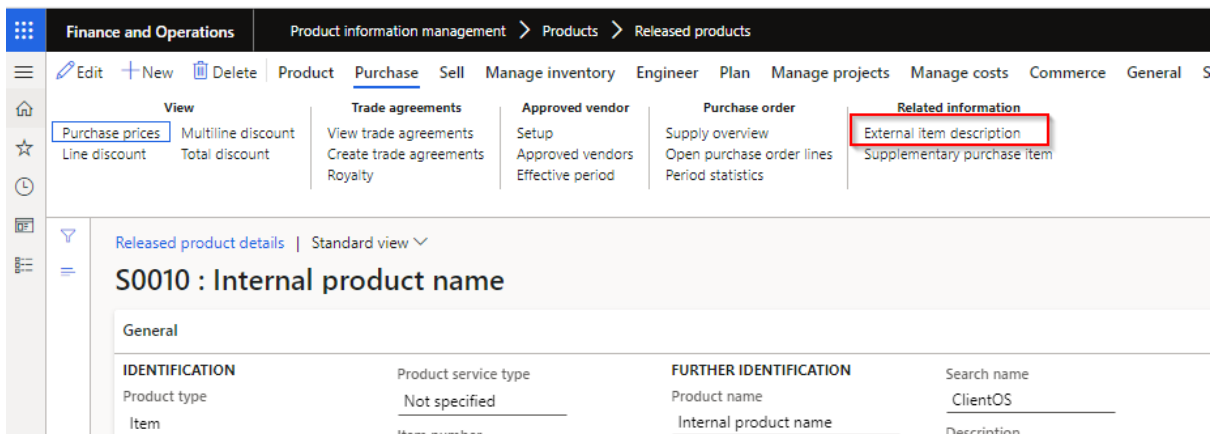 Finance and Operations Product information management > Products > Released products
Edit New Delete Product Purchase Sell Manage inventory Engineer Plan Manage projects Manage costs Commerce General S
View Trade agreements Approved vendor Purchase order Related information
Purchase prices Multiline discount View trade agreements Setup Supply overview External item description
Line discount Total discount Create trade agreements Approved vendors Open purchase order lines Supplementary purchase item
Royalty Effective period Period statistics
Released product details | Standard view
S0010 : Internal product name
General
IDENTIFICATION Product service type FURTHER IDENTIFICATION Search name
Product type Not specified Product name ClientOS
Item Item number Internal product name Description